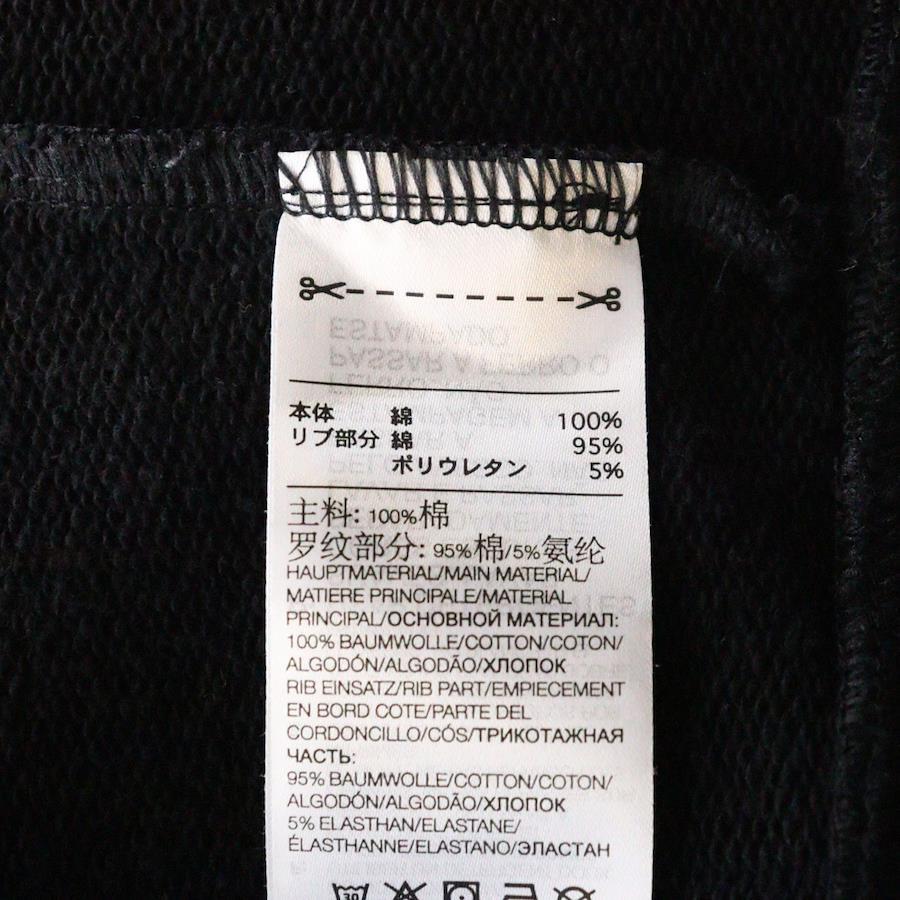 本体 綿 100%
リブ部分 綿 95%
ポリウレタン 5%
主料: 100%棉
罗纹部分: 95%棉/5%氨纶
HAUPTMATERIAL/MAIN MATERIAL/
MATIERE PRINCIPALE/MATERIAL
PRINCIPAL/ОСНОВНОЙ МАТЕРИАЛ:
100% BAUMWOLLE/COTTON/COTON/
ALGODÓN/ALGODÃO/ХЛОПОК
RIB EINSATZ/RIB PART/EMPIECEMENT
EN BORD COTE/PARTE DEL
CORDONCILLO/CÓS/ТРИКОТАЖНАЯ
ЧАСТЬ:
95% BAUMWOLLE/COTTON/COTON/
ALGODÓN/ALGODÃO/ХЛОПОК
5% ELASTHAN/ELASTANE/
ÉLASTHANNE/ELASTANO/ЭЛАСТАН
30